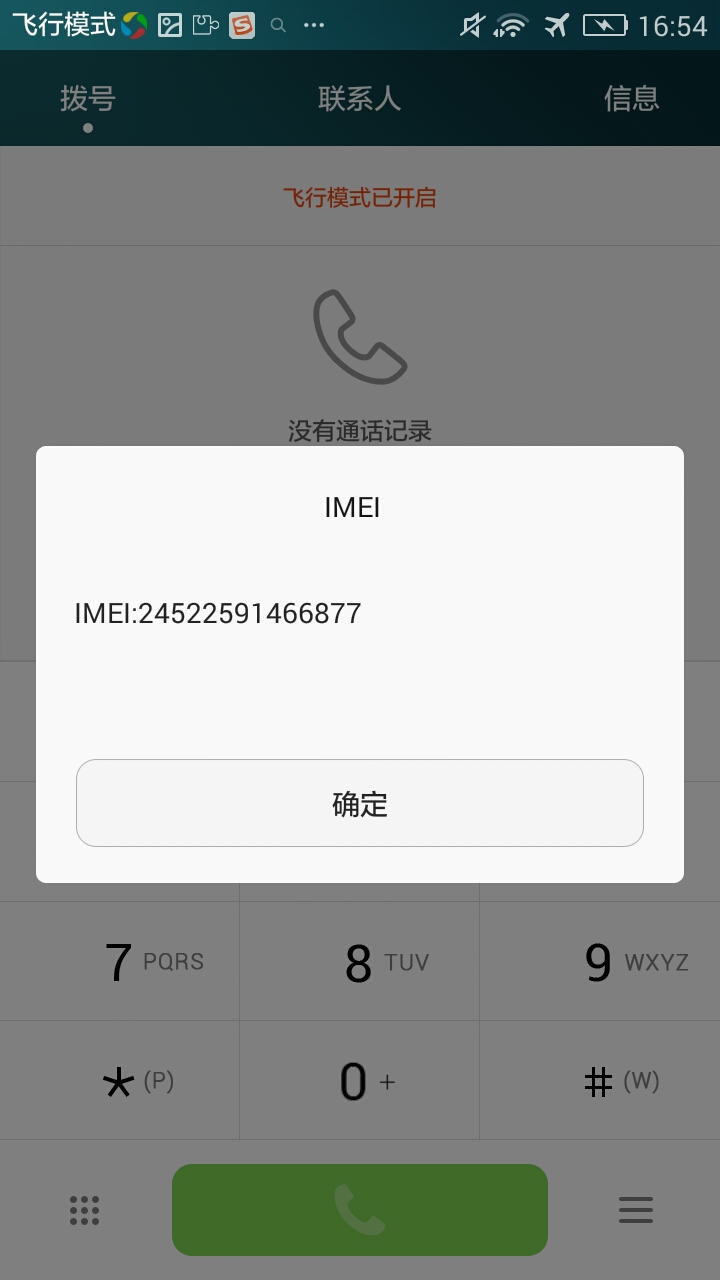 飞行模式 16:54
拨号 联系人 信息
飞行模式已开启
没有通话记录
IMEI
IMEI:24522591466877
确定
7 PQRS 8 TUV 9 WXYZ
* (P) 0 + # (W)